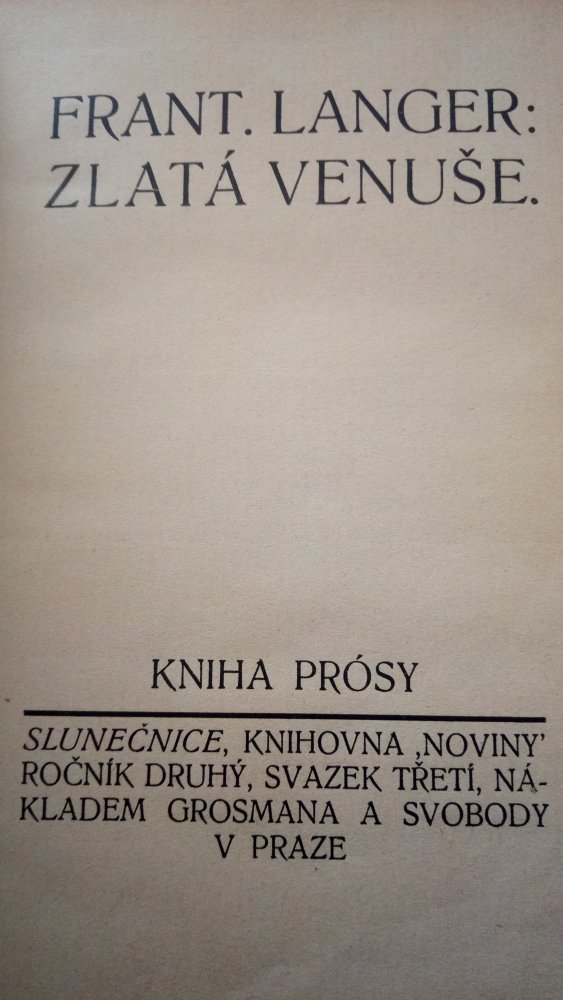 FRANT. LANGER:
ZLATÁ VENUŠE.
KNIHA PRÓSY
SLUNEČNICE, KNIHOVNA ‚NOVINY’
ROČNÍK DRUHÝ, SVAZEK TŘETÍ, NÁ-
KLADEM GROSMANA A SVOBODY
V PRAZE